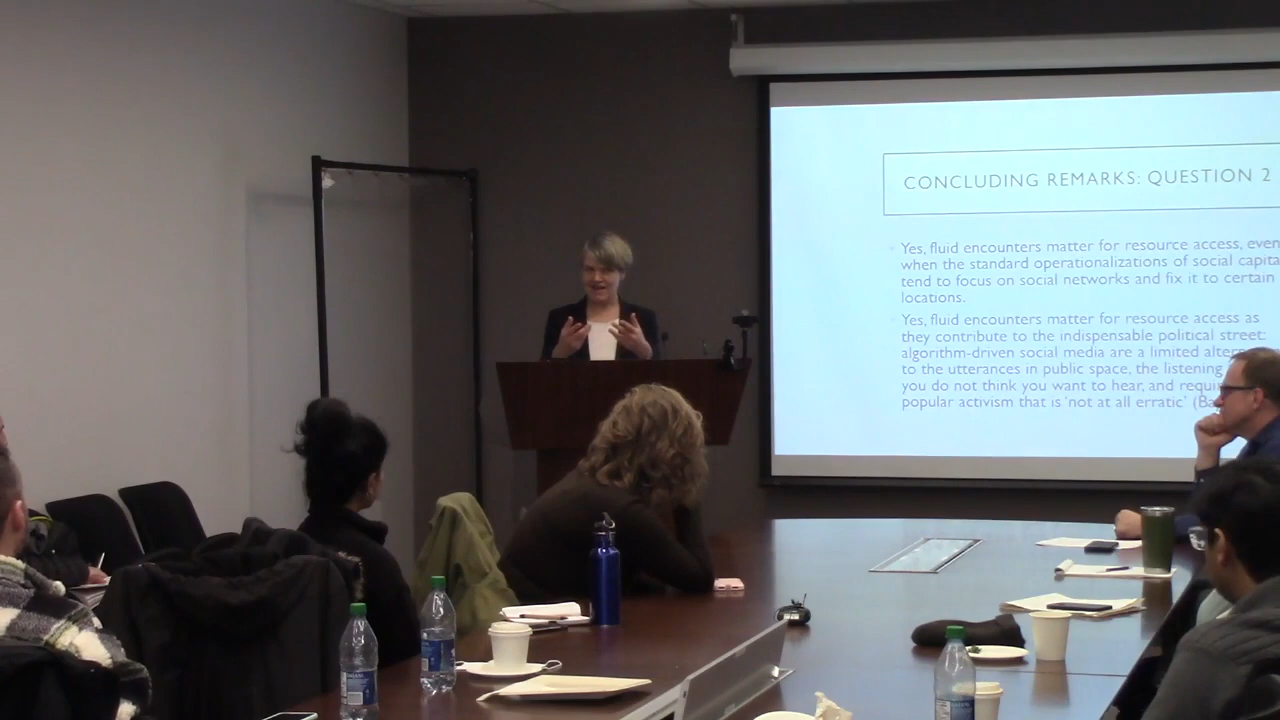 CONCLUDING REMARKS: QUESTION 2
Yes, fluid encounters matter for resource access, even
when the standard operationalizations of social capita
tend to focus on social networks and fix it to certain
locations.
Yes, fluid encounters matter for resource access as
they contribute to the indispensable political street:
algorithm-driven social media are a limited altern
to the utterances in public space, the listening
you do not think you want to hear, and requi
popular activism that is 'not at all erratic' (Ba